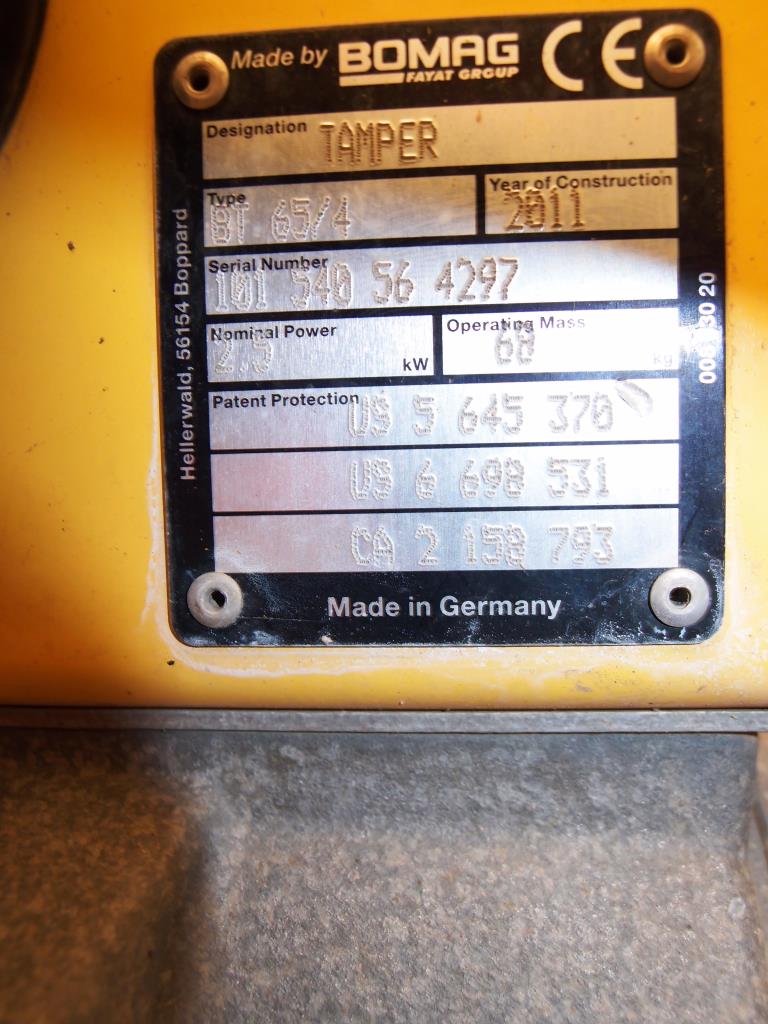 Made by BOMAG CE
FAYAT GROUP
Designation TAMPER
Type
BT 65/4
Year of Construction
2011
Serial Number
101 540 56 4297
Nominal Power
2.5 kW
Operating Mass
68 kg
Patent Protection US 5 645 370
US 6 698 531
CA 2 158 793
Made in Germany
Hellerwald, 56154 Boppard
30 20